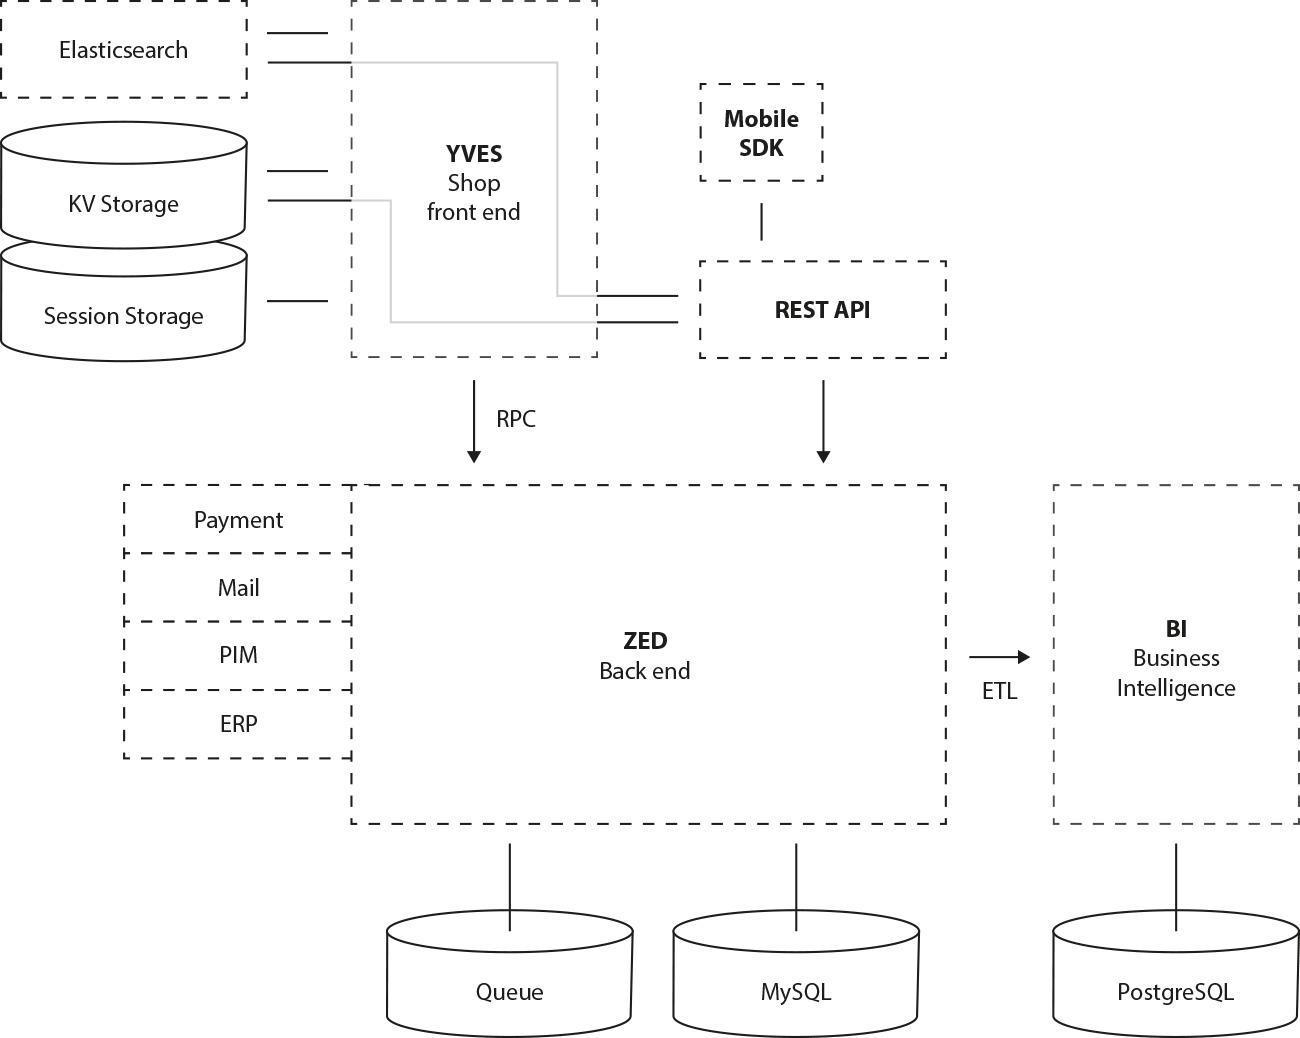 Elasticsearch
KV Storage
Session Storage
YVES
Shop
front end
Mobile
SDK
REST API
RPC
Payment
Mail
PIM
ERP
ZED
Back end
ETL
BI
Business
Intelligence
Queue
MySQL
PostgreSQL